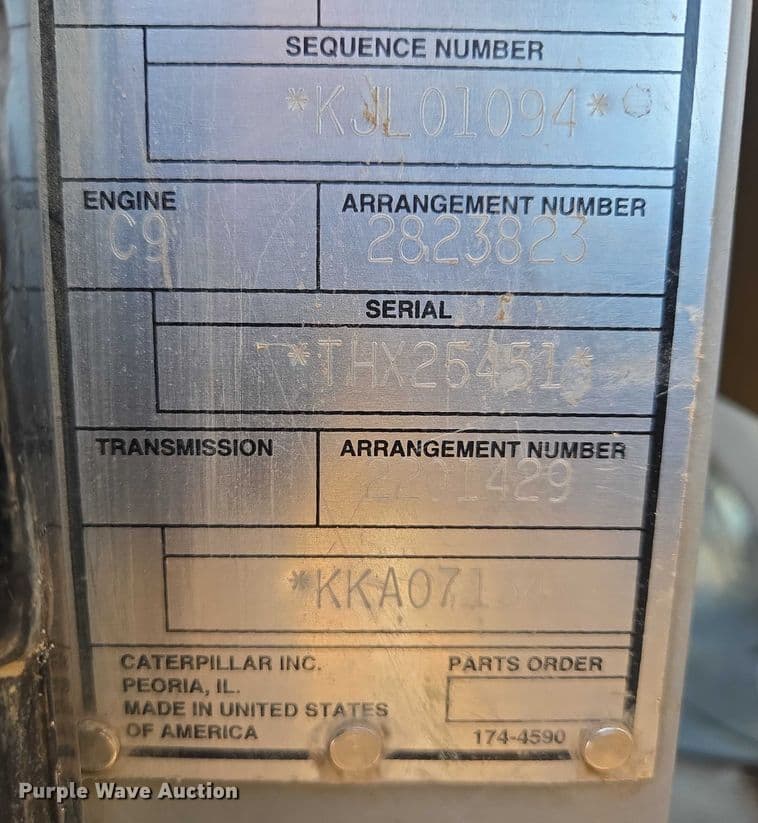 SEQUENCE NUMBER
*KJL01094*
ENGINE
ARRANGEMENT NUMBER
C9
2823823
SERIAL
*THX25451*
TRANSMISSION
ARRANGEMENT NUMBER
CATERPILLAR INC.
PARTS ORDER
PEORIA, IL.
MADE IN UNITED STATES
OF AMERICA
174-4590
Purple Wave Auction